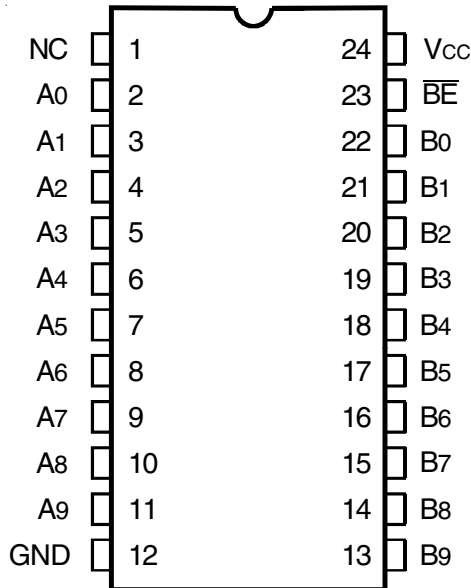 NC 1 24 VCC
A0 2 23 B̅E̅
A1 3 22 B0
A2 4 21 B1
A3 5 20 B2
A4 6 19 B3
A5 7 18 B4
A6 8 17 B5
A7 9 16 B6
A8 10 15 B7
A9 11 14 B8
GND 12 13 B9